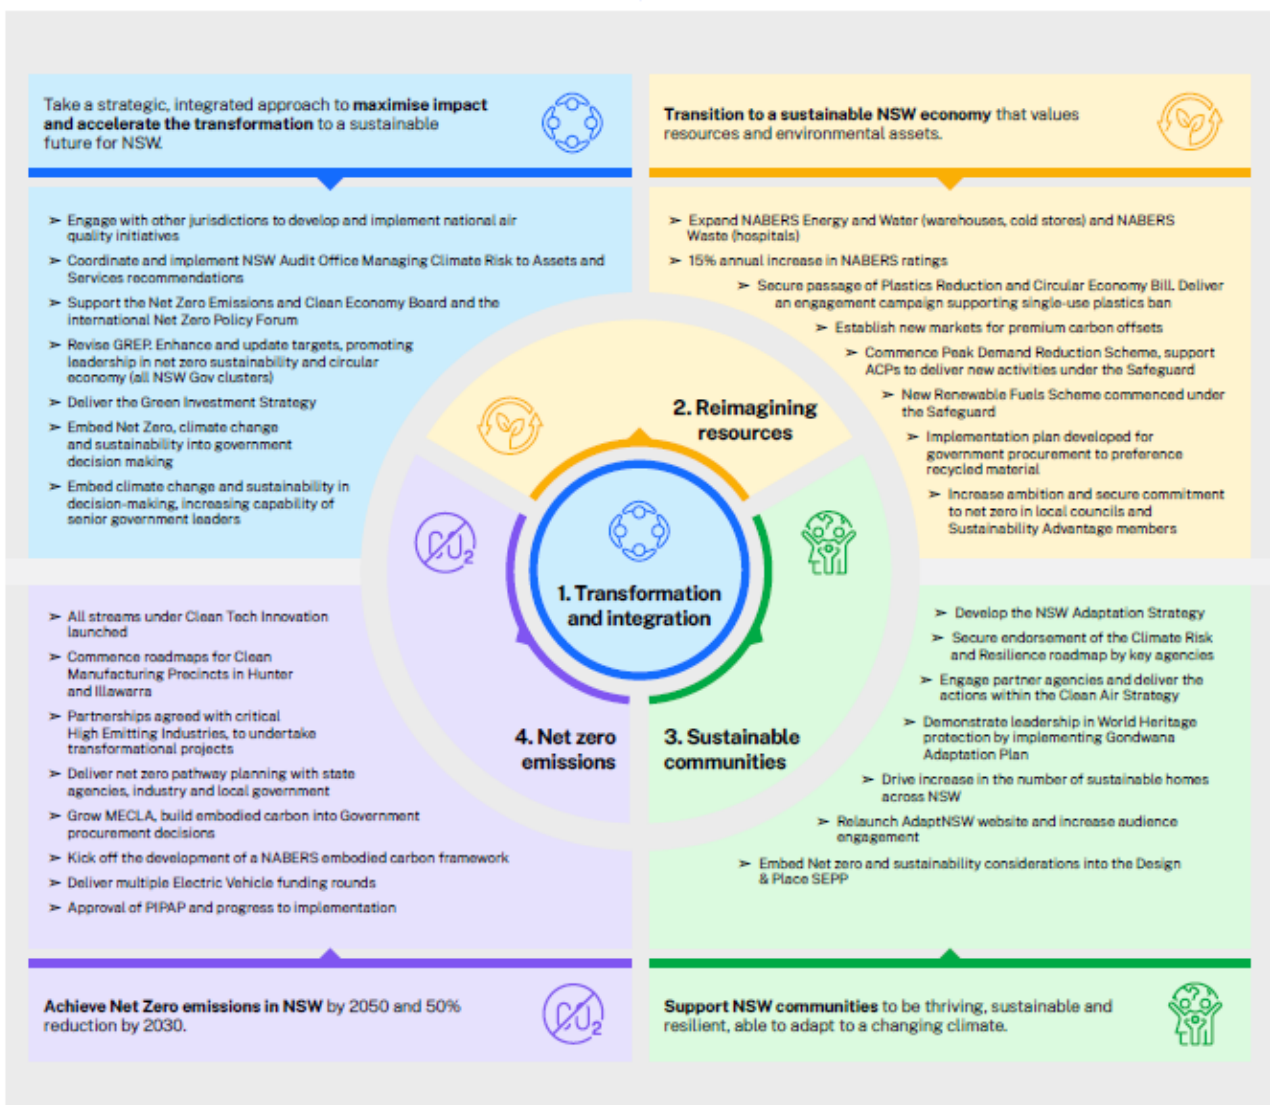 Take a strategic, integrated approach to maximise impact
and accelerate the transformation to a sustainable
future for NSW.
Transition to a sustainable NSW economy that values
resources and environmental assets.
➤ Engage with other jurisdictions to develop and implement national air
quality initiatives
➤ Coordinate and implement NSW Audit Office Managing Climate Risk to Assets and
Services recommendations
➤ Support the Net Zero Emissions and Clean Economy Board and the
international Net Zero Policy Forum
➤ Revise GREP. Enhance and update targets, promoting
leadership in net zero sustainability and circular
economy (all NSW Gov clusters)
➤ Deliver the Green Investment Strategy
➤ Embed Net Zero, climate change
and sustainability into government
decision making
➤ Embed climate change and sustainability in
decision-making, increasing capability of
senior government leaders
➤ Expand NABERS Energy and Water (warehouses, cold stores) and NABERS
Waste (hospitals)
➤ 15% annual increase in NABERS ratings
➤ Secure passage of Plastics Reduction and Circular Economy Bill. Deliver
an engagement campaign supporting single-use plastics ban
➤ Establish new markets for premium carbon offsets
➤ Commence Peak Demand Reduction Scheme, support
ACPs to deliver new activities under the Safeguard
➤ New Renewable Fuels Scheme commenced under
the Safeguard
➤ Implementation plan developed for
government procurement to preference
recycled material
➤ Increase ambition and secure commitment
to net zero in local councils and
Sustainability Advantage members
2. Reimagining
resources
CO2
1. Transformation
and integration
4. Net zero
emissions
3. Sustainable
communities
➤ All streams under Clean Tech Innovation
launched
➤ Commence roadmaps for Clean
Manufacturing Precincts in Hunter
and Illawarra
➤ Partnerships agreed with critical
High Emitting Industries, to undertake
transformational projects
➤ Deliver net zero pathway planning with state
agencies, industry and local government
➤ Grow MECLA, build embodied carbon into Government
procurement decisions
➤ Kick off the development of a NABERS embodied carbon framework
➤ Deliver multiple Electric Vehicle funding rounds
➤ Approval of PIPAP and progress to implementation
➤ Develop the NSW Adaptation Strategy
➤ Secure endorsement of the Climate Risk
and Resilience roadmap by key agencies
➤ Engage partner agencies and deliver the
actions within the Clean Air Strategy
➤ Demonstrate leadership in World Heritage
protection by implementing Gondwana
Adaptation Plan
➤ Drive increase in the number of sustainable homes
across NSW
➤ Relaunch AdaptNSW website and increase audience
engagement
➤ Embed Net zero and sustainability considerations into the Design
& Place SEPP
Achieve Net Zero emissions in NSW by 2050 and 50%
reduction by 2030.
CO2
Support NSW communities to be thriving, sustainable and
resilient, able to adapt to a changing climate.